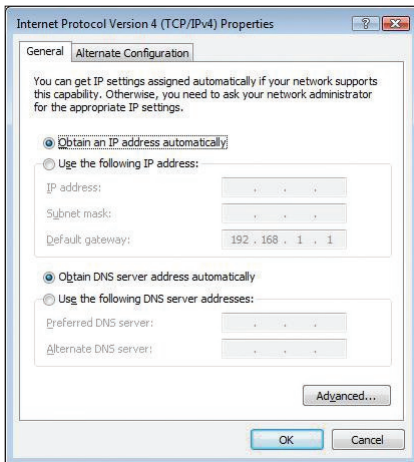 Internet Protocol Version 4 (TCP/IPv4) Properties
General Alternate Configuration
You can get IP settings assigned automatically if your network supports
this capability. Otherwise, you need to ask your network administrator
for the appropriate IP settings.
Obtain an IP address automatically
Use the following IP address:
IP address: . . .
Subnet mask: . . .
Default gateway: 192 . 168 . 1 . 1
Obtain DNS server address automatically
Use the following DNS server addresses:
Preferred DNS server: . . .
Alternate DNS server: . . .
Advanced...
OK Cancel